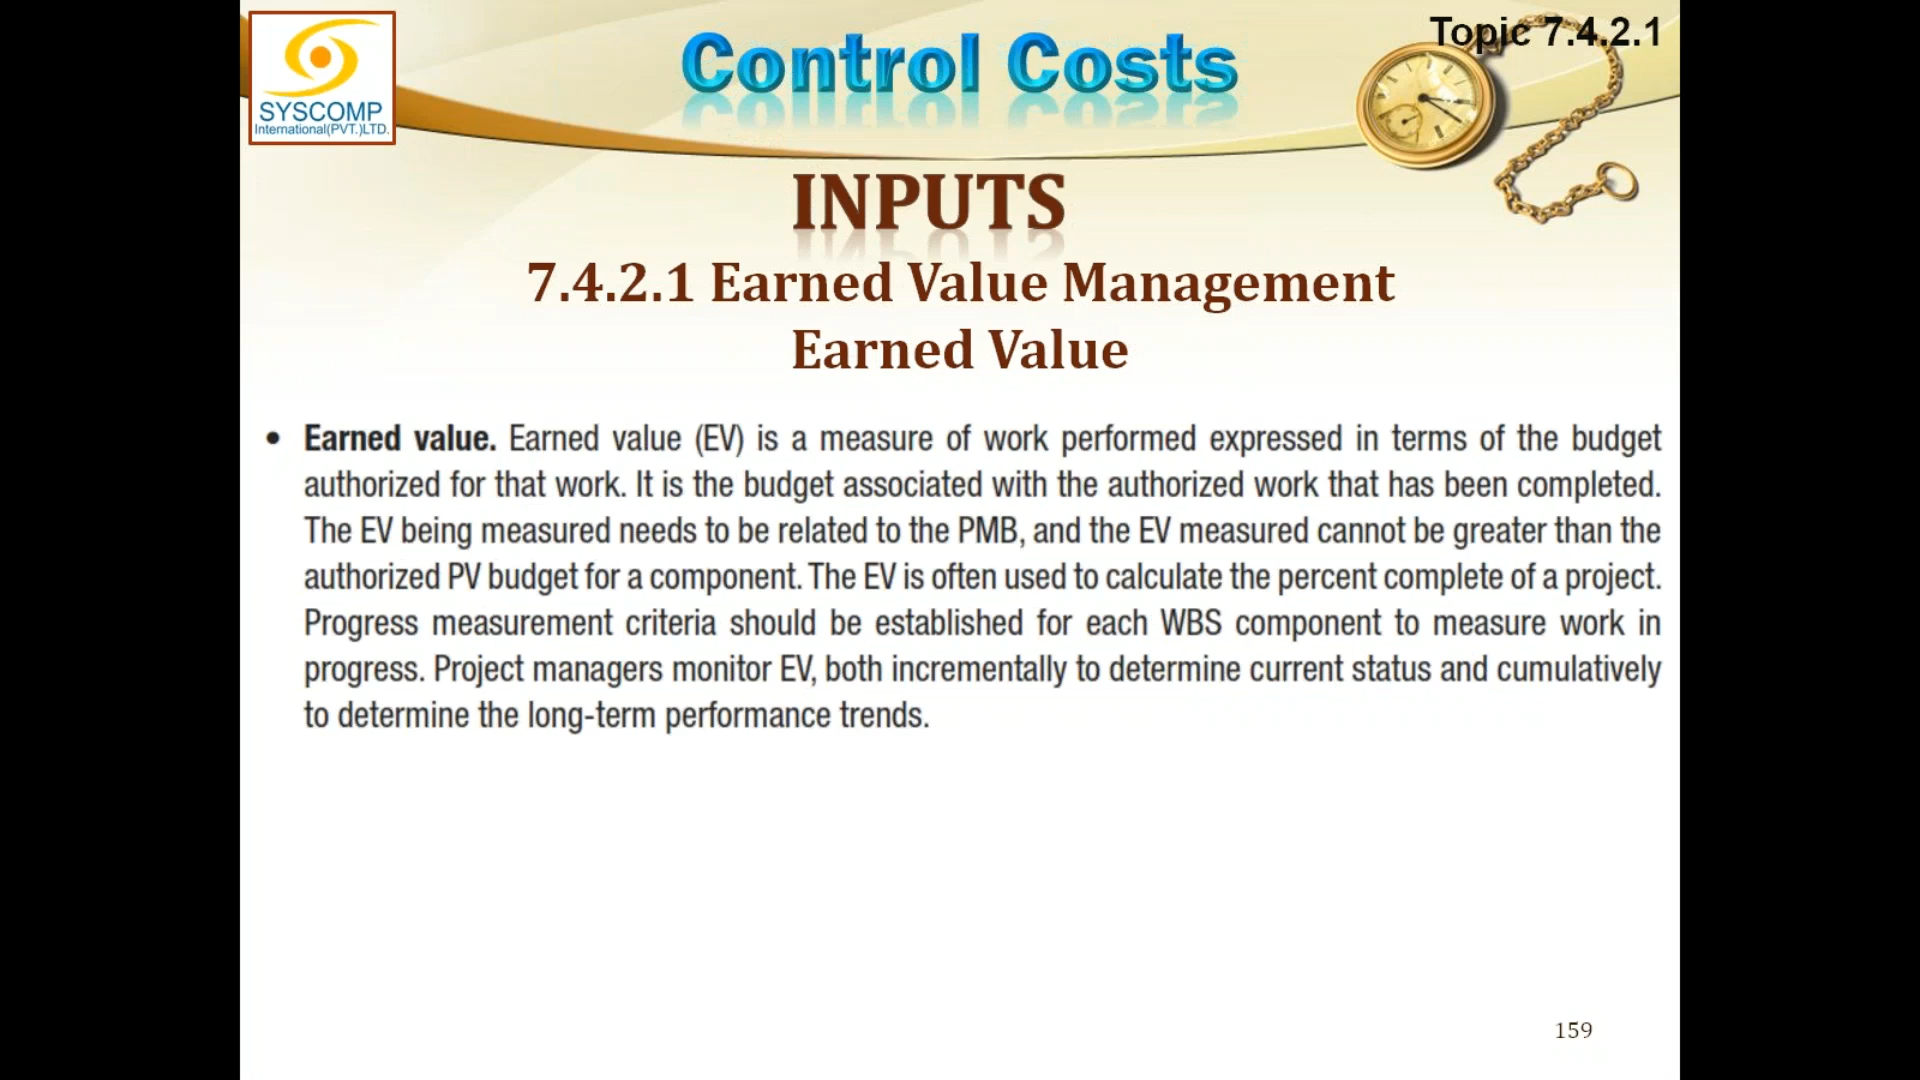 Topic 7.4.2.1
Control Costs
SYSCOMP
International(PVT.)LTD.
INPUTS
7.4.2.1 Earned Value Management
Earned Value
• Earned value. Earned value (EV) is a measure of work performed expressed in terms of the budget
authorized for that work. It is the budget associated with the authorized work that has been completed.
The EV being measured needs to be related to the PMB, and the EV measured cannot be greater than the
authorized PV budget for a component. The EV is often used to calculate the percent complete of a project.
Progress measurement criteria should be established for each WBS component to measure work in
progress. Project managers monitor EV, both incrementally to determine current status and cumulatively
to determine the long-term performance trends.
159